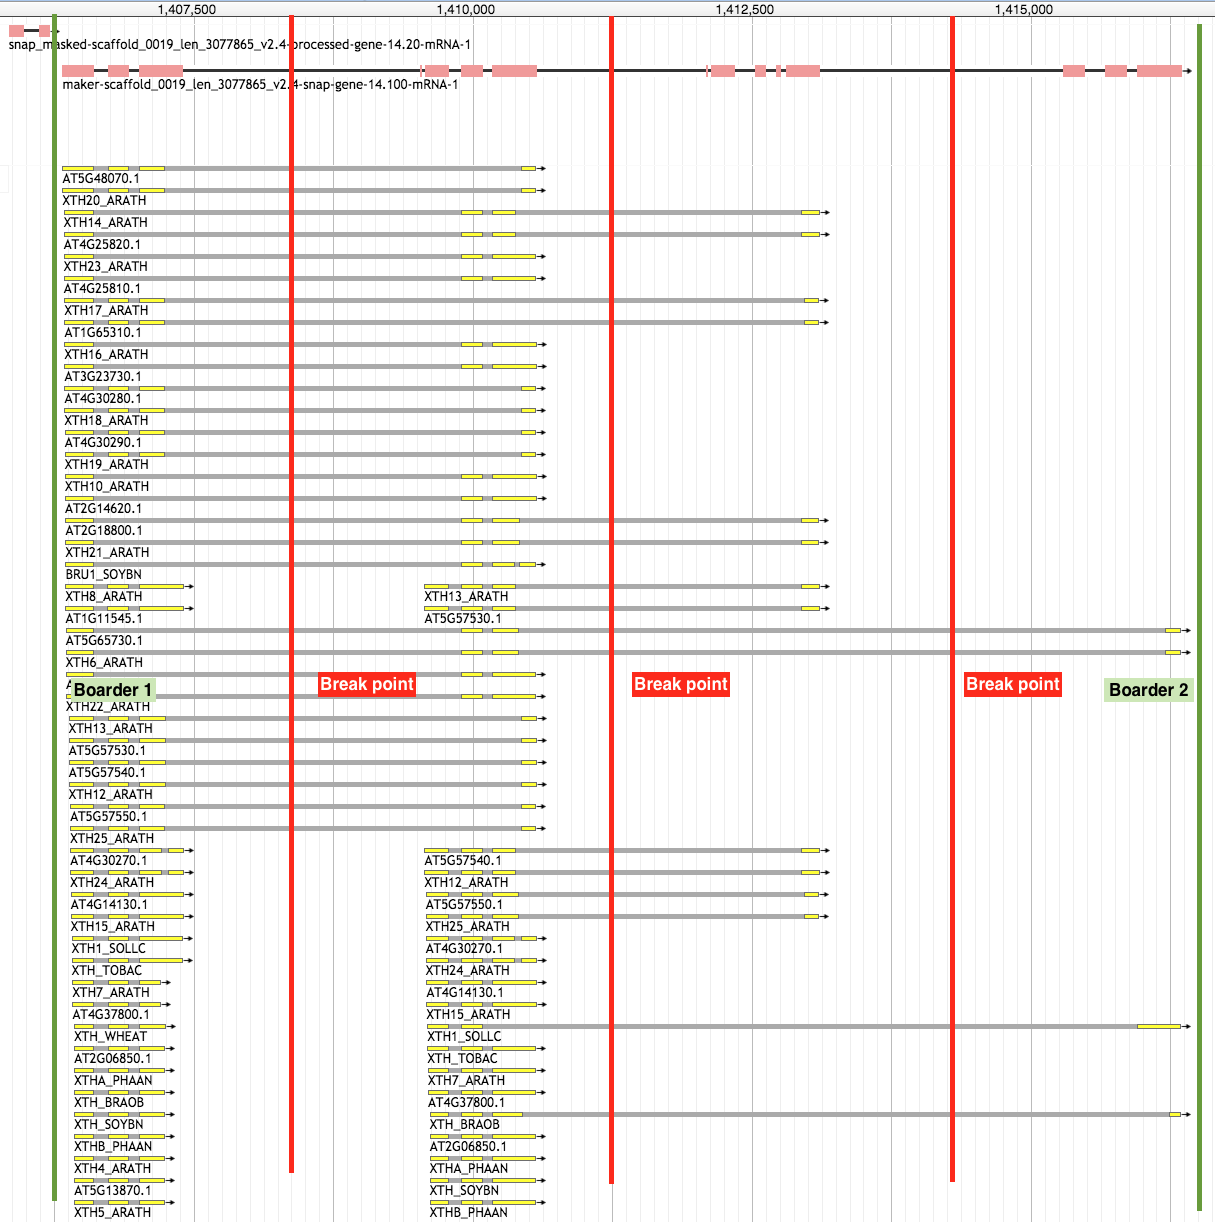 1,407,500 1,410,000 1,412,500 1,415,000
snap_masked-scaffold_0019_len_3077865_v2.4-processed-gene-14.20-mRNA-1
maker-scaffold_0019_len_3077865_v2.4-snap-gene-14.100-mRNA-1
AT5G48070.1
XTH20_ARATH
XTH14_ARATH
AT4G25820.1
XTH23_ARATH
AT4G25810.1
XTH17_ARATH
AT1G65310.1
XTH16_ARATH
AT3G23730.1
AT4G30280.1
XTH18_ARATH
AT4G30290.1
XTH19_ARATH
XTH10_ARATH
AT2G14620.1
AT2G18800.1
XTH21_ARATH
BRU1_SOYBN
XTH8_ARATH XTH13_ARATH
AT1G11545.1 AT5G57530.1
AT5G65730.1
XTH6_ARATH
Boarder 1 Break point Break point Break point Boarder 2
XTH22_ARATH
XTH13_ARATH
AT5G57530.1
AT5G57540.1
XTH12_ARATH
AT5G57550.1
XTH25_ARATH
AT4G30270.1 AT5G57540.1
XTH24_ARATH XTH12_ARATH
AT4G14130.1 AT5G57550.1
XTH15_ARATH XTH25_ARATH
XTH1_SOLLC AT4G30270.1
XTH_TOBAC XTH24_ARATH
XTH7_ARATH AT4G14130.1
AT4G37800.1 XTH15_ARATH
XTH_WHEAT XTH1_SOLLC
AT2G06850.1 XTH_TOBAC
XTHA_PHAAN XTH7_ARATH
XTH_BRAOB AT4G37800.1
XTH_SOYBN XTH_BRAOB
XTHB_PHAAN AT2G06850.1
XTH4_ARATH XTHA_PHAAN
AT5G13870.1 XTH_SOYBN
XTH5_ARATH XTHB_PHAAN